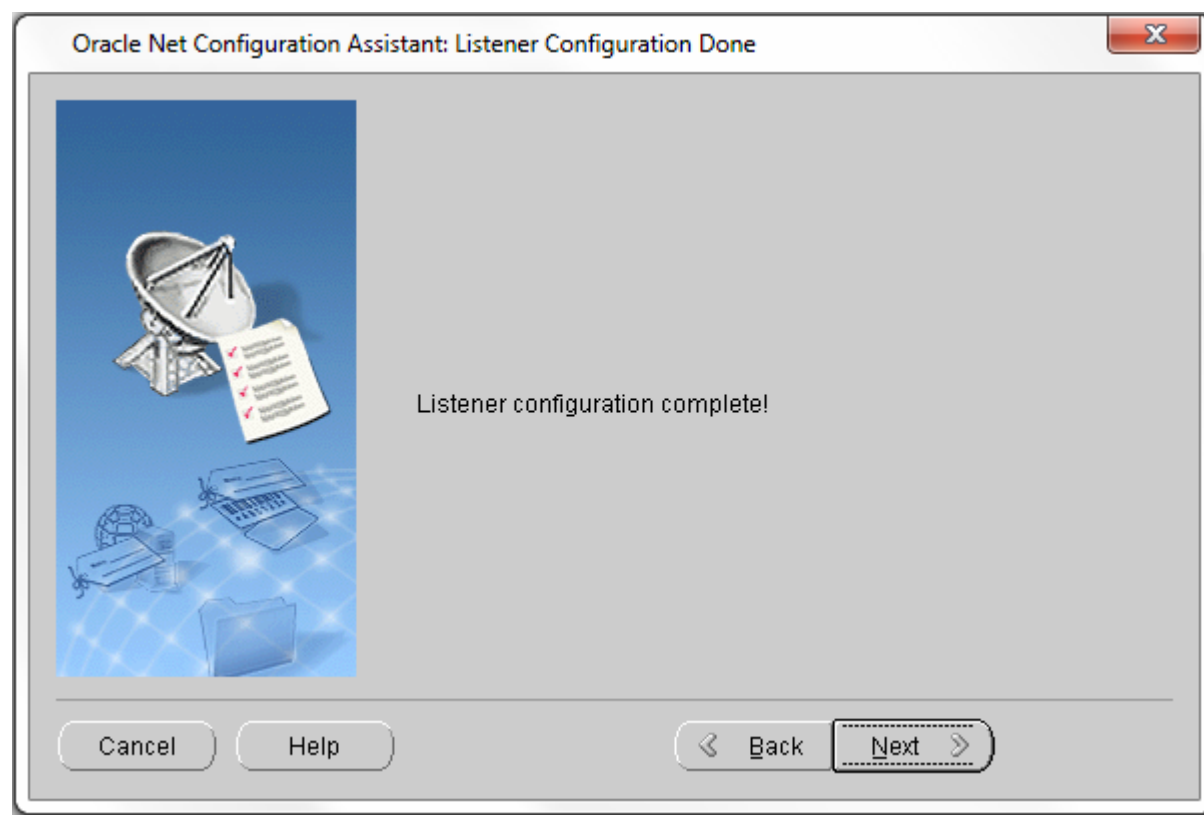 Oracle Net Configuration Assistant: Listener Configuration Done
Listener configuration complete!
Cancel
Help
Back
Next